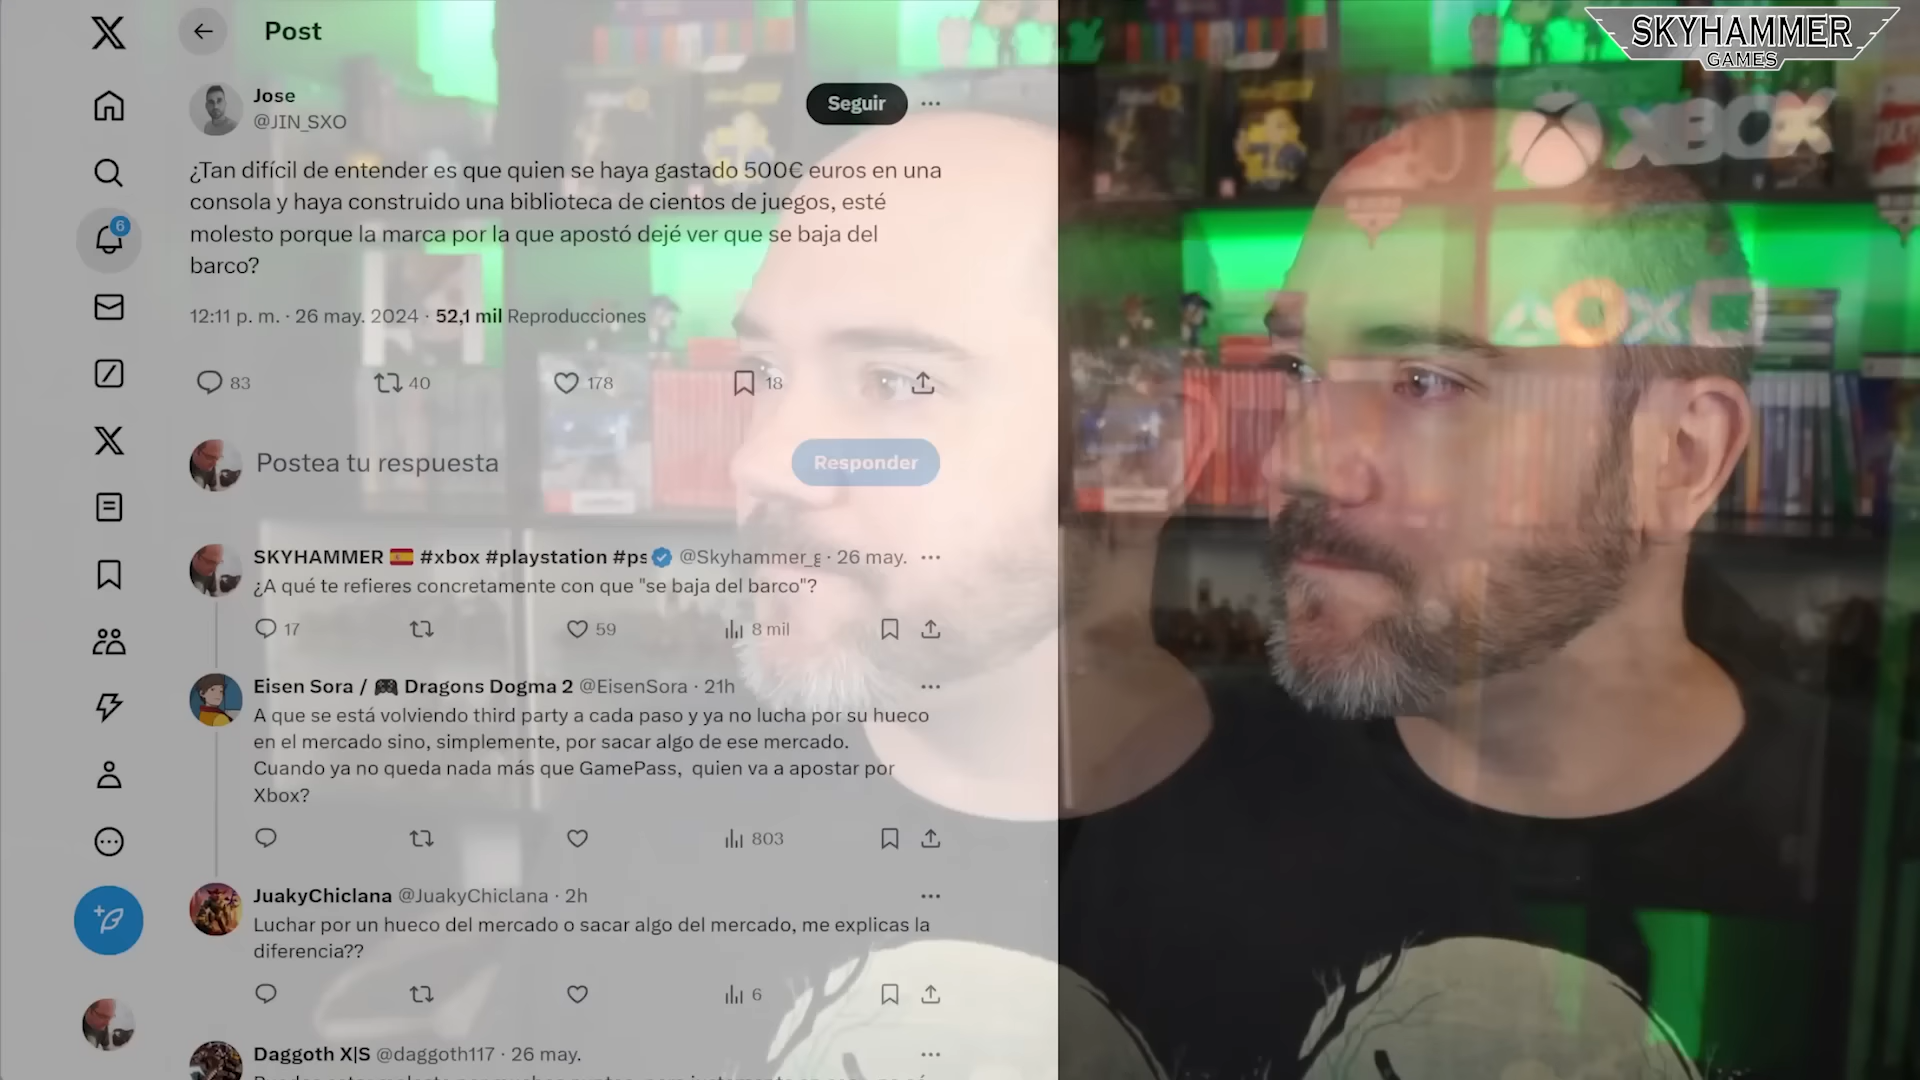 SKYHAMMER
GAMES
Post
XBOX
Jose
@JIN_SXO
Seguir
¿Tan difícil de entender es que quien se haya gastado 500€ euros en una
consola y haya construido una biblioteca de cientos de juegos, esté
molesto porque la marca por la que apostó dejé ver que se baja del
barco?
12:11 p. m. · 26 may. 2024 · 52,1 mil Reproducciones
83
40
178
18
Postea tu respuesta
Responder
6
SKYHAMMER 🇪🇸 #xbox #playstation #ps @Skyhammer_g · 26 may.
¿A qué te refieres concretamente con que "se baja del barco"?
17
59
8 mil
Eisen Sora / 🎮 Dragons Dogma 2 @EisenSora · 21h
A que se está volviendo third party a cada paso y ya no lucha por su hueco
en el mercado sino, simplemente, por sacar algo de ese mercado.
Cuando ya no queda nada más que GamePass, quien va a apostar por
Xbox?
803
JuakyChiclana @JuakyChiclana · 2h
Luchar por un hueco del mercado o sacar algo del mercado, me explicas la
diferencia??
6
Daggoth X|S @daggoth117 · 26 may.